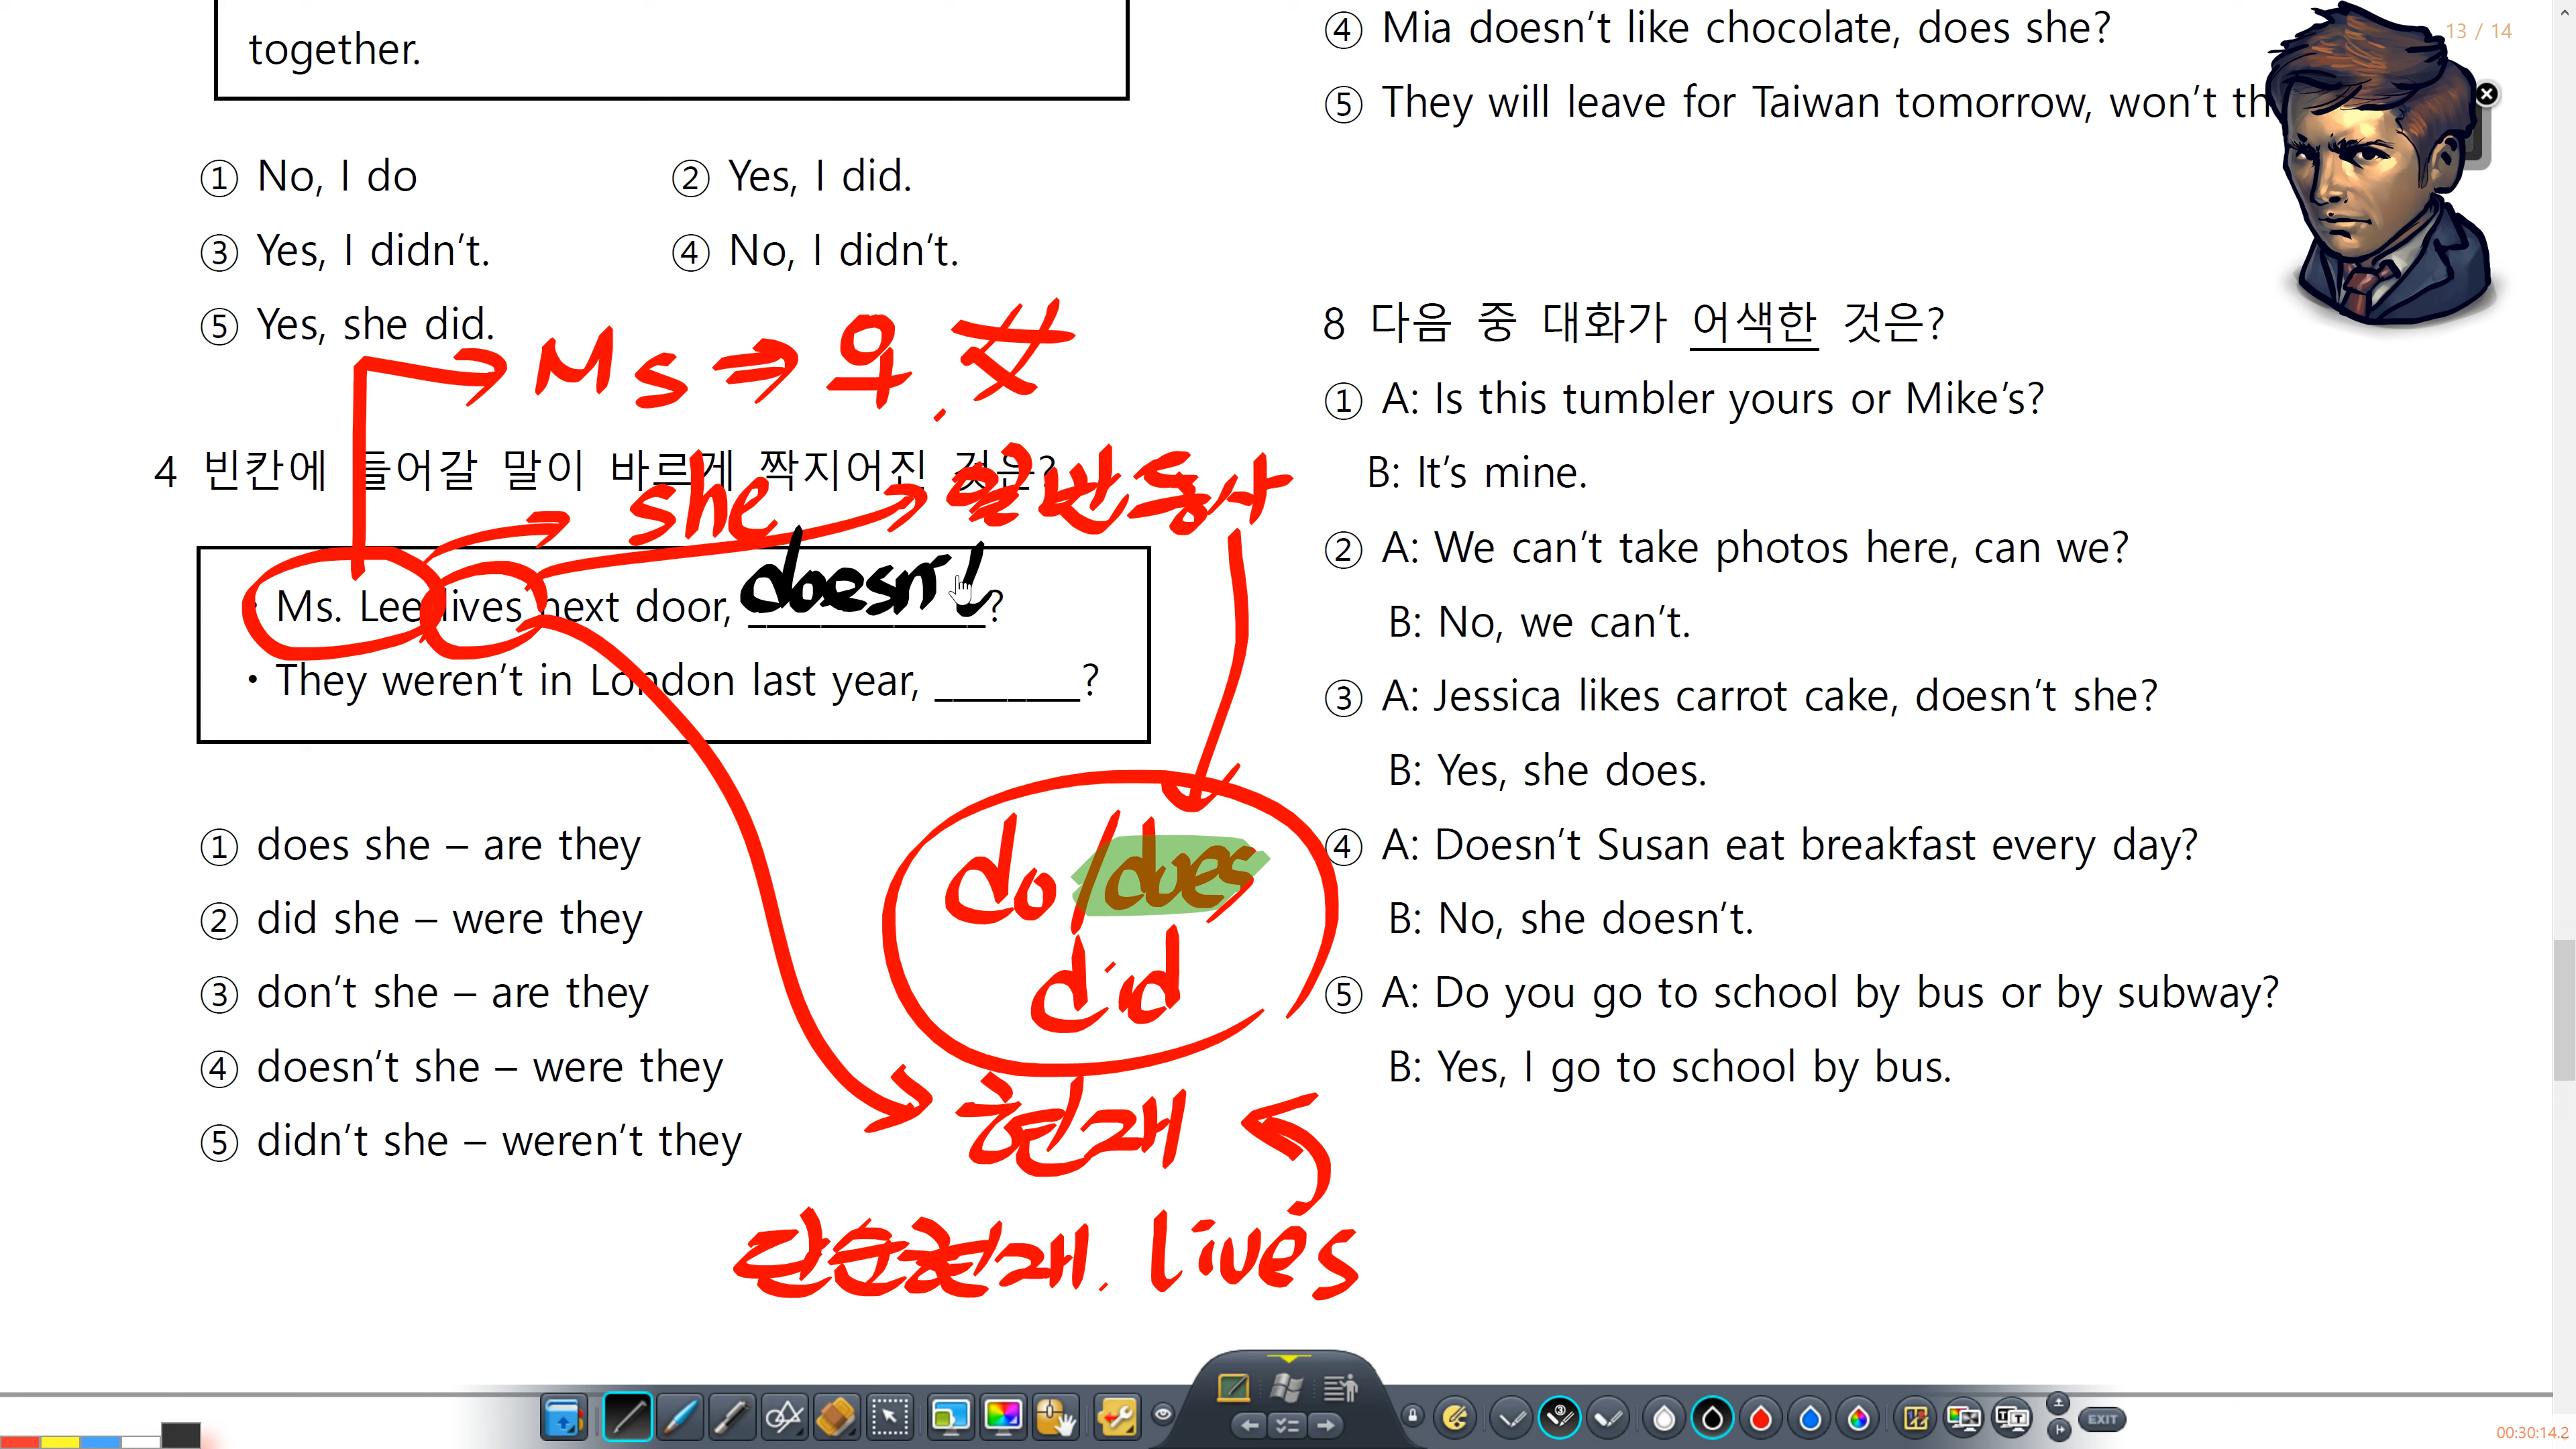 together.
① No, I do
② Yes, I did.
③ Yes, I didn’t.
④ No, I didn’t.
⑤ Yes, she did.
Ms ⇒ 우. 女
4 빈칸에 들어갈 말이 바르게 짝지어진 것은?
she → 일반동사
• Ms. Lee lives next door, doesn't?
• They weren’t in London last year, ________?
① does she – are they
② did she – were they
③ don’t she – are they
④ doesn’t she – were they
⑤ didn’t she – weren’t they
do/does
did
현재
단순현재. lives
④ Mia doesn’t like chocolate, does she?
⑤ They will leave for Taiwan tomorrow, won’t th
13 / 14
8 다음 중 대화가 어색한 것은?
① A: Is this tumbler yours or Mike’s?
B: It’s mine.
② A: We can’t take photos here, can we?
B: No, we can’t.
③ A: Jessica likes carrot cake, doesn’t she?
B: Yes, she does.
④ A: Doesn’t Susan eat breakfast every day?
B: No, she doesn’t.
⑤ A: Do you go to school by bus or by subway?
B: Yes, I go to school by bus.
EXIT
00:30:14.2